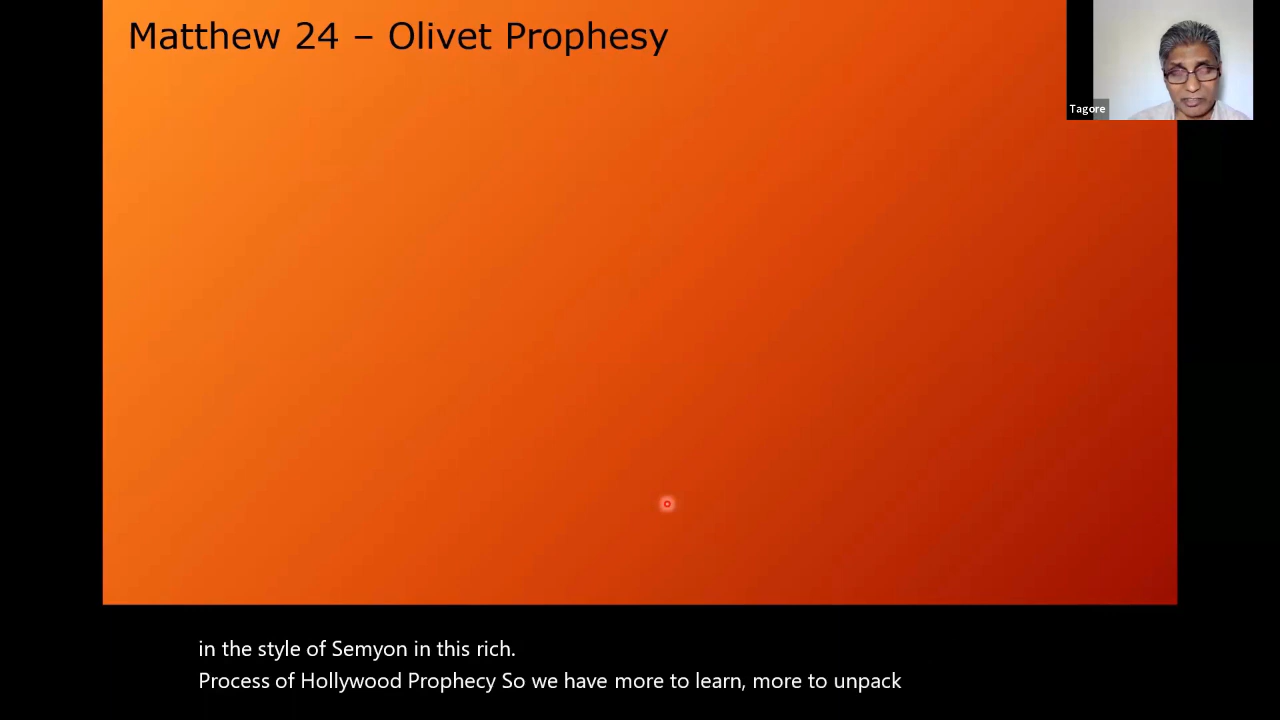 Matthew 24 – Olivet Prophesy
Tagore
in the style of Semyon in this rich.
Process of Hollywood Prophecy So we have more to learn, more to unpack